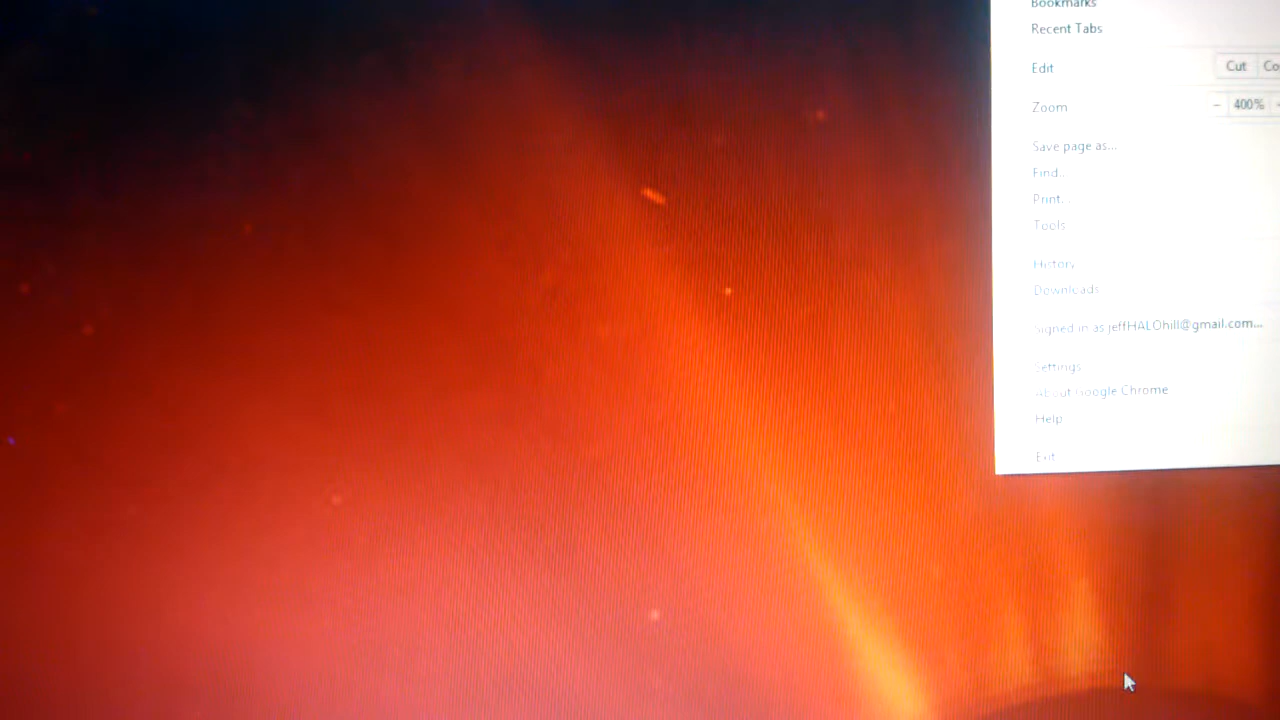 Bookmarks
Recent Tabs
Edit Cut Co
Zoom − 400% +
Save page as...
Find...
Print...
Tools
History
Downloads
Signed in as jeffHALOhill@gmail.com...
Settings
About Google Chrome
Help
Exit